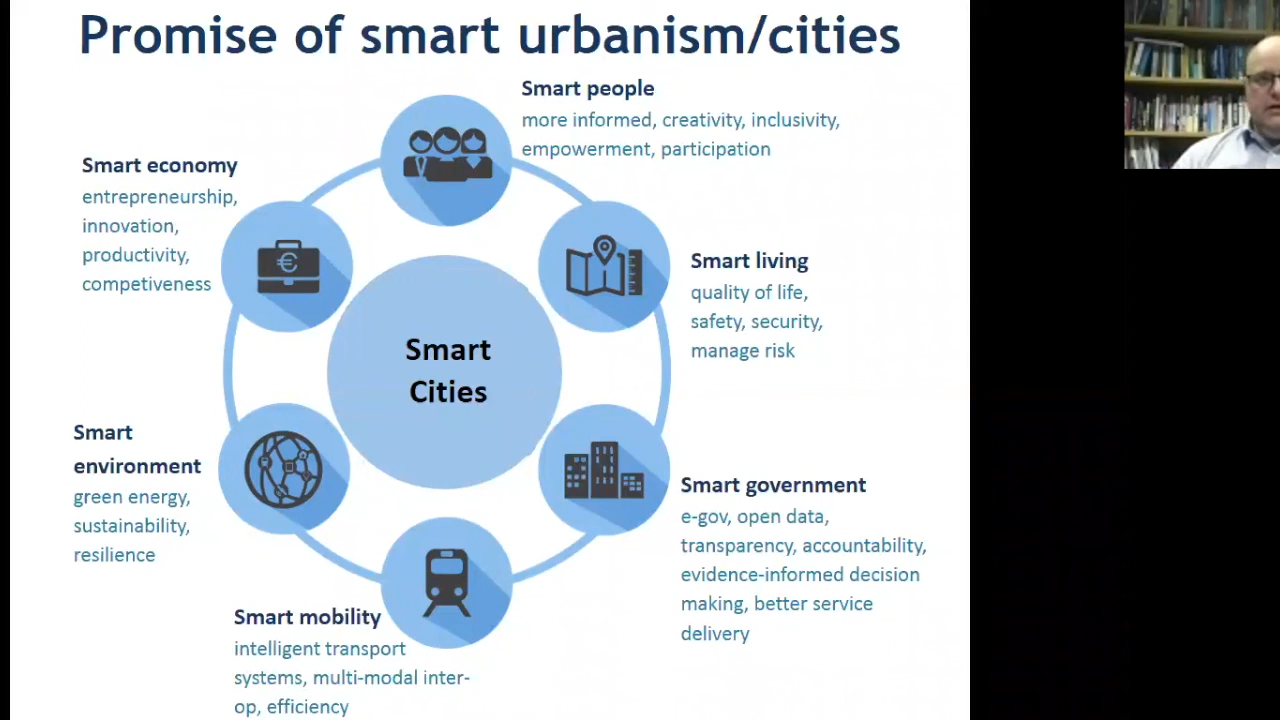 Promise of smart urbanism/cities
Smart people
more informed, creativity, inclusivity,
empowerment, participation
Smart economy
entrepreneurship,
innovation,
productivity,
competiveness
€
Smart living
quality of life,
safety, security,
manage risk
Smart
Cities
Smart
environment
green energy,
sustainability,
resilience
Smart government
e-gov, open data,
transparency, accountability,
evidence-informed decision
making, better service
delivery
Smart mobility
intelligent transport
systems, multi-modal inter-
op, efficiency